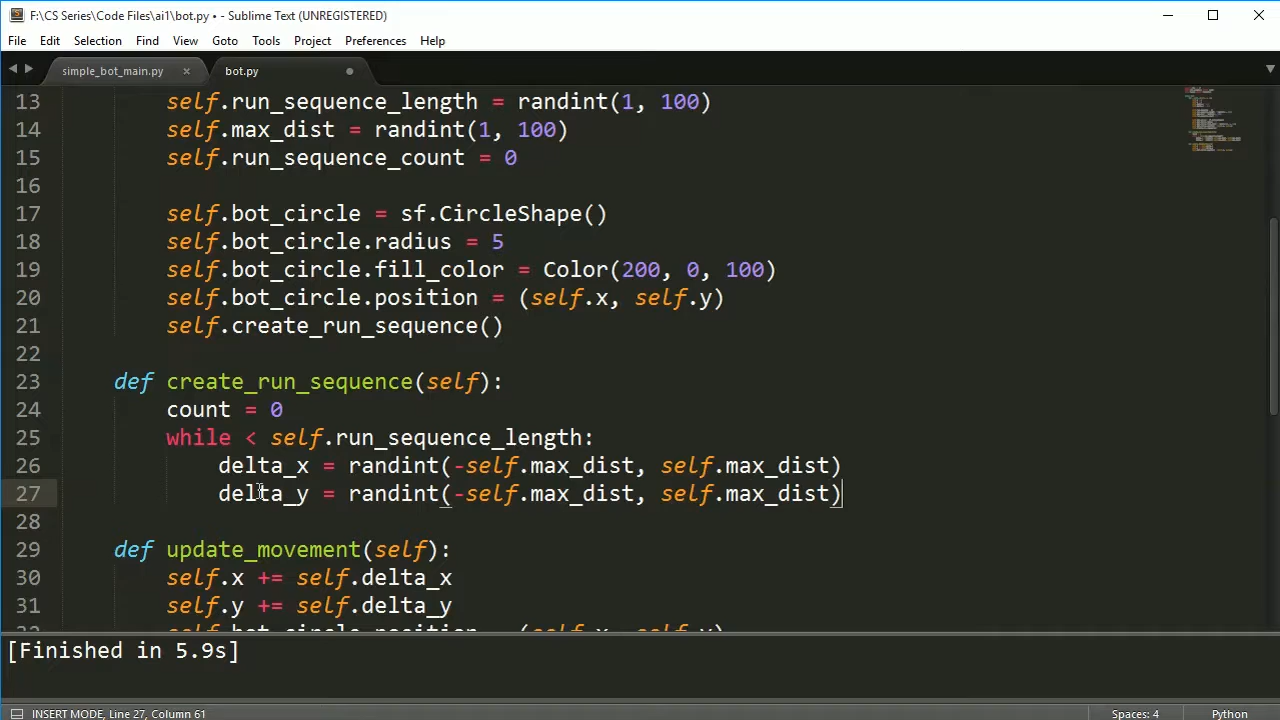 F:\CS Series\Code Files\ai1\bot.py • - Sublime Text (UNREGISTERED)
File Edit Selection Find View Goto Tools Project Preferences Help
simple_bot_main.py × bot.py
13 self.run_sequence_length = randint(1, 100)
14 self.max_dist = randint(1, 100)
15 self.run_sequence_count = 0
16
17 self.bot_circle = sf.CircleShape()
18 self.bot_circle.radius = 5
19 self.bot_circle.fill_color = Color(200, 0, 100)
20 self.bot_circle.position = (self.x, self.y)
21 self.create_run_sequence()
22
23 def create_run_sequence(self):
24 count = 0
25 while < self.run_sequence_length:
26 delta_x = randint(-self.max_dist, self.max_dist)
27 delta_y = randint(-self.max_dist, self.max_dist)
28
29 def update_movement(self):
30 self.x += self.delta_x
31 self.y += self.delta_y
32 self.bot_circle.position = (self.x, self.y)
[Finished in 5.9s]
INSERT MODE, Line 27, Column 61 Spaces: 4 Python